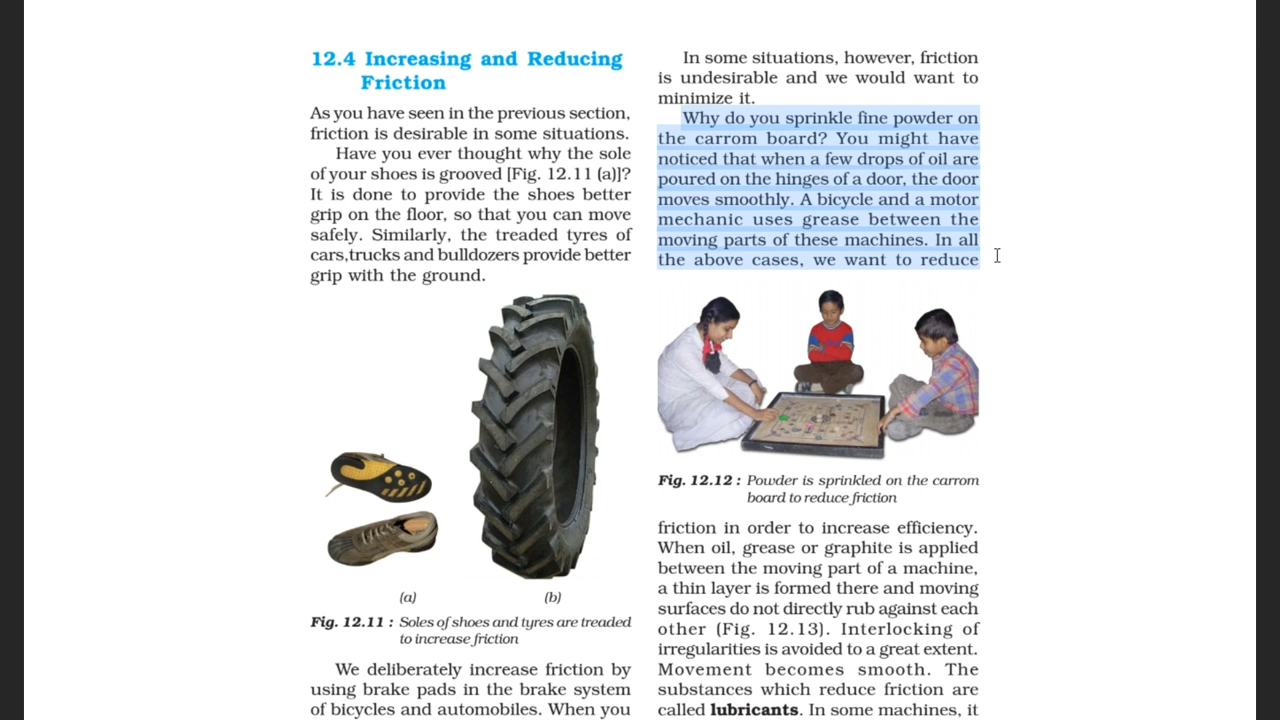 12.4 Increasing and Reducing
Friction
As you have seen in the previous section,
friction is desirable in some situations.
Have you ever thought why the sole
of your shoes is grooved [Fig. 12.11 (a)]?
It is done to provide the shoes better
grip on the floor, so that you can move
safely. Similarly, the treaded tyres of
cars,trucks and bulldozers provide better
grip with the ground.
(a)
(b)
Fig. 12.11 : Soles of shoes and tyres are treaded
to increase friction
We deliberately increase friction by
using brake pads in the brake system
of bicycles and automobiles. When you
In some situations, however, friction
is undesirable and we would want to
minimize it.
Why do you sprinkle fine powder on
the carrom board? You might have
noticed that when a few drops of oil are
poured on the hinges of a door, the door
moves smoothly. A bicycle and a motor
mechanic uses grease between the
moving parts of these machines. In all
the above cases, we want to reduce
Fig. 12.12 : Powder is sprinkled on the carrom
board to reduce friction
friction in order to increase efficiency.
When oil, grease or graphite is applied
between the moving part of a machine,
a thin layer is formed there and moving
surfaces do not directly rub against each
other (Fig. 12.13). Interlocking of
irregularities is avoided to a great extent.
Movement becomes smooth. The
substances which reduce friction are
called lubricants. In some machines, it